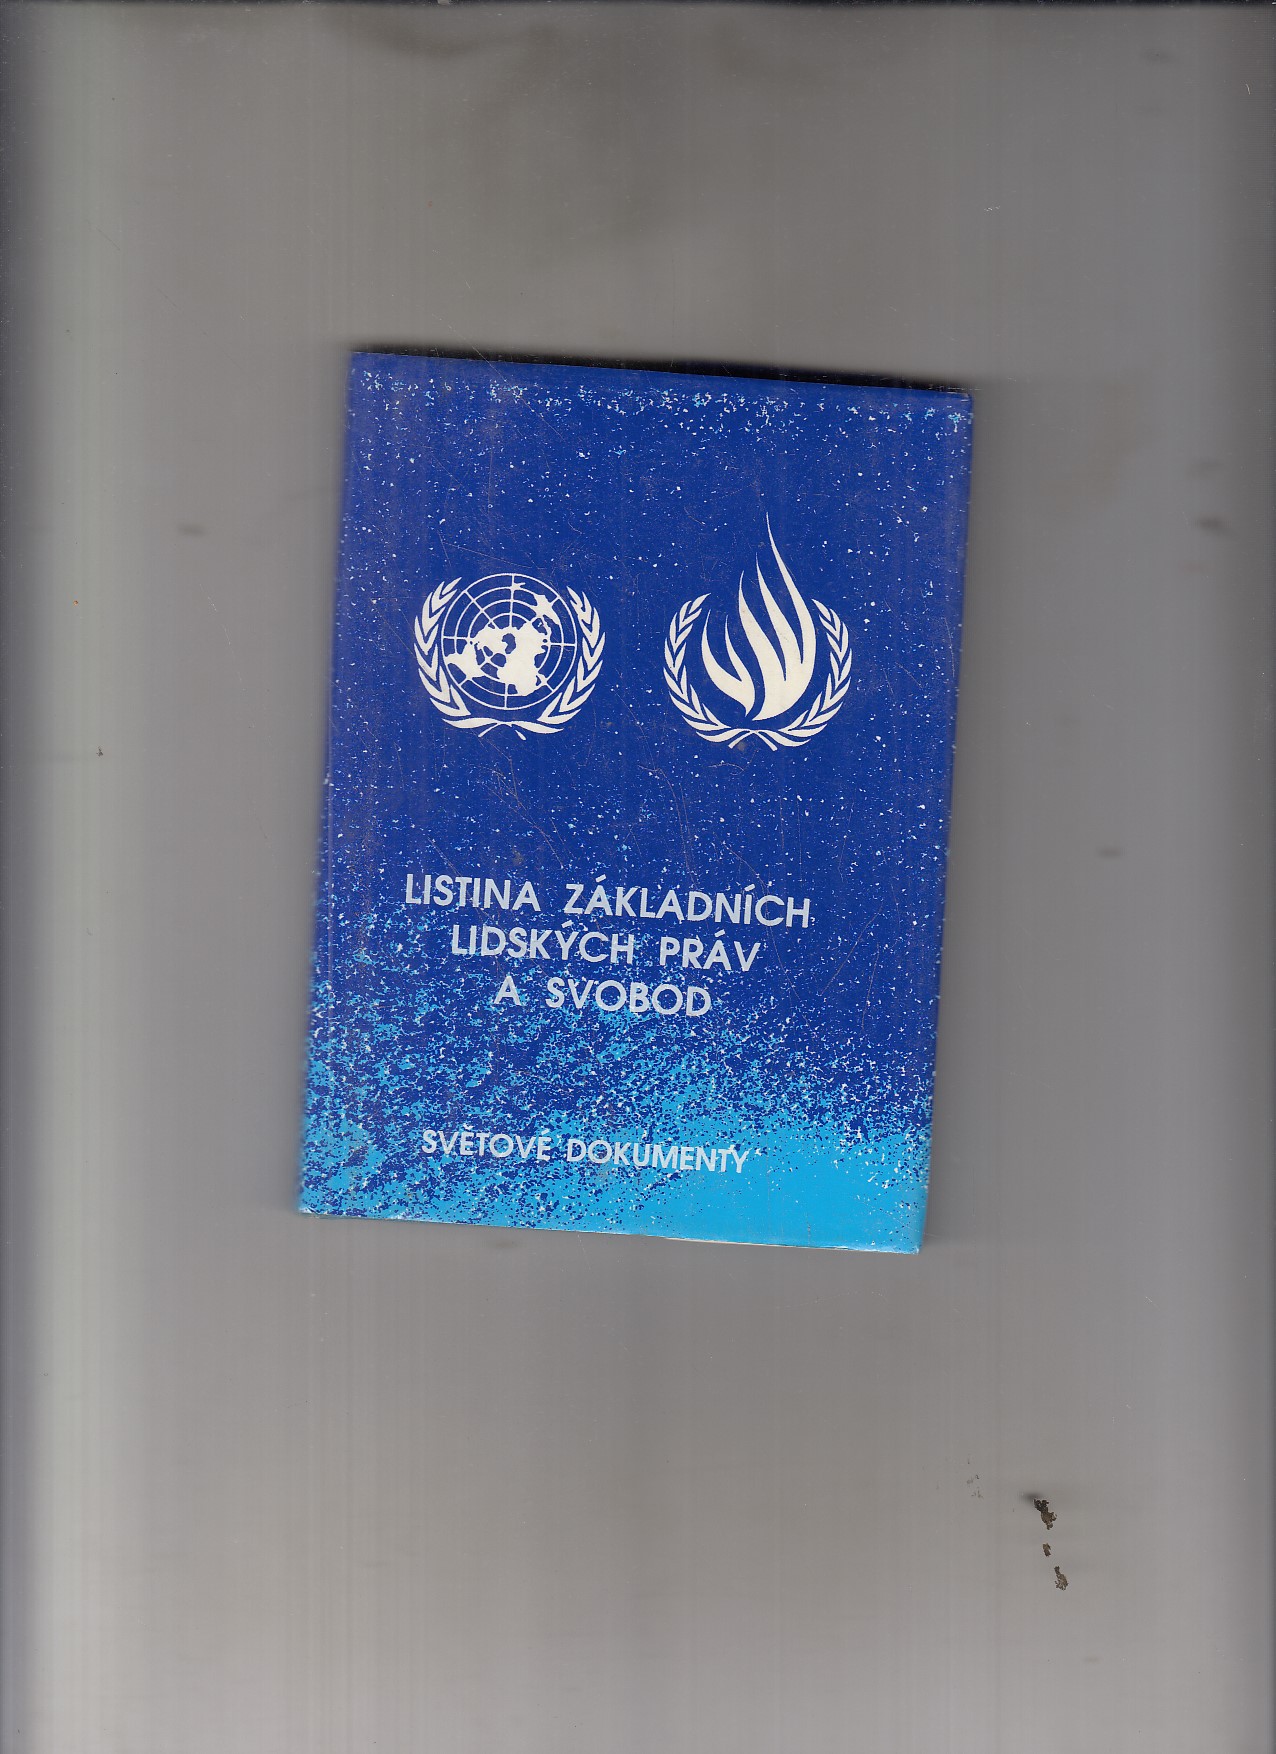 LISTINA ZÁKLADNÍCH
LIDSKÝCH PRÁV
A SVOBOD
SVĚTOVÉ DOKUMENTY